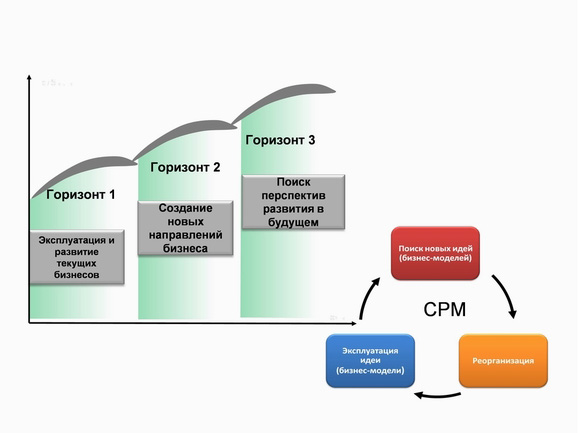 Горизонт 1
Горизонт 2
Горизонт 3
Эксплуатация и
развитие
текущих
бизнесов
Создание
новых
направлений
бизнеса
Поиск
перспектив
развития в
будущем
Поиск новых идей
(бизнес-моделей)
CPM
Эксплуатация
идеи
(бизнес-модели)
Реорганизация